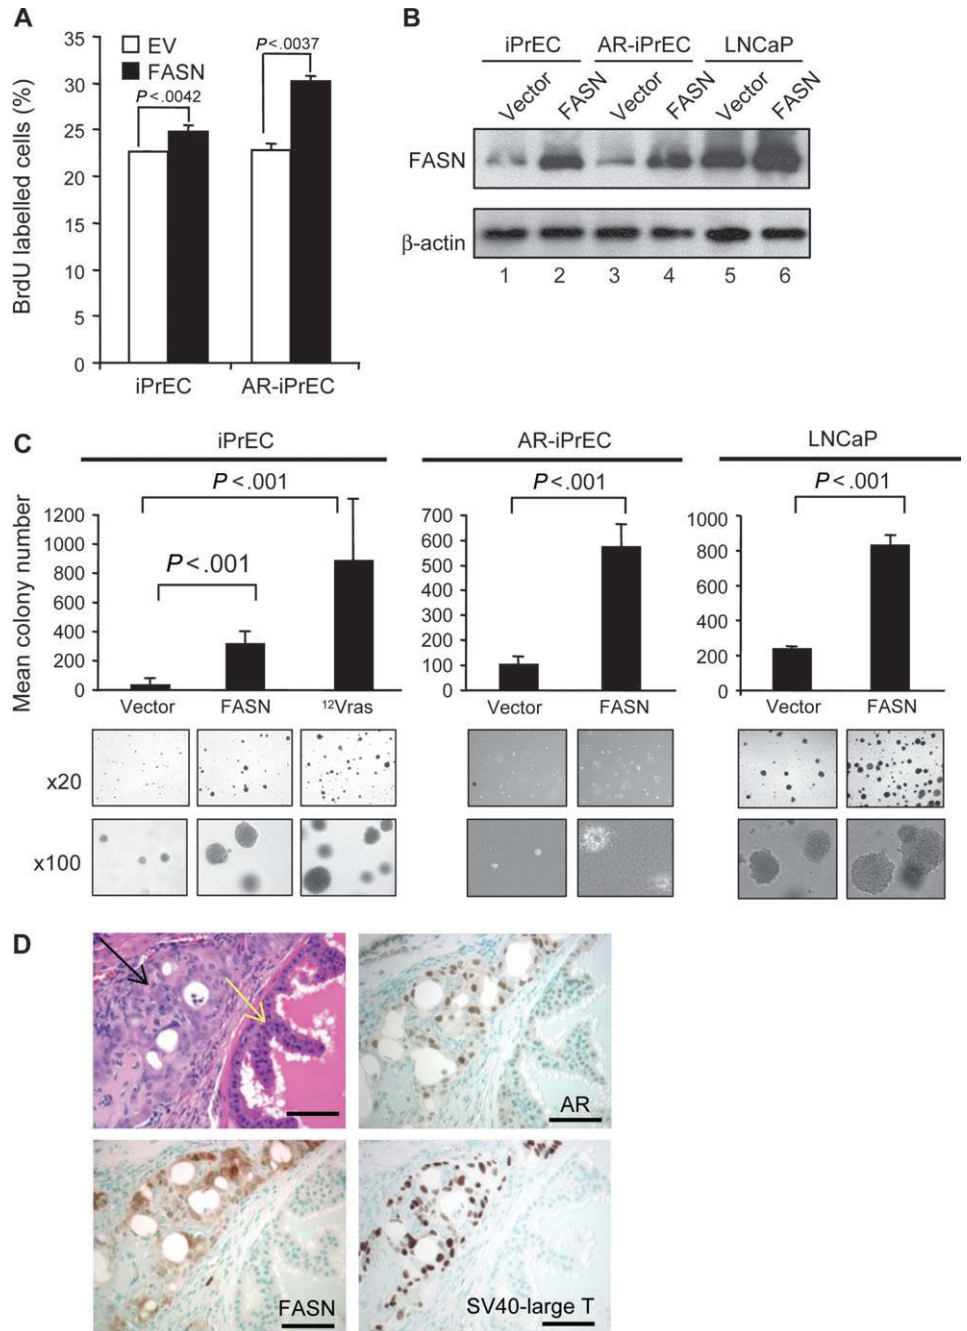 A
35
30
25
20
15
10
5
0
BrdU labelled cells (%)
EV
FASN
P<.0042
P<.0037
iPrEC
AR-iPrEC
B
iPrEC
AR-iPrEC
LNCaP
Vector
FASN
Vector
FASN
Vector
FASN
FASN
β-actin
1 2 3 4 5 6
C
iPrEC
Mean colony number
1200
1000
800
600
400
200
0
P<.001
P<.001
Vector
FASN
12Vras
AR-iPrEC
700
600
500
400
300
200
100
0
P<.001
Vector
FASN
LNCaP
1000
800
600
400
200
0
P<.001
Vector
FASN
x20
x100
D
AR
FASN
SV40-large T